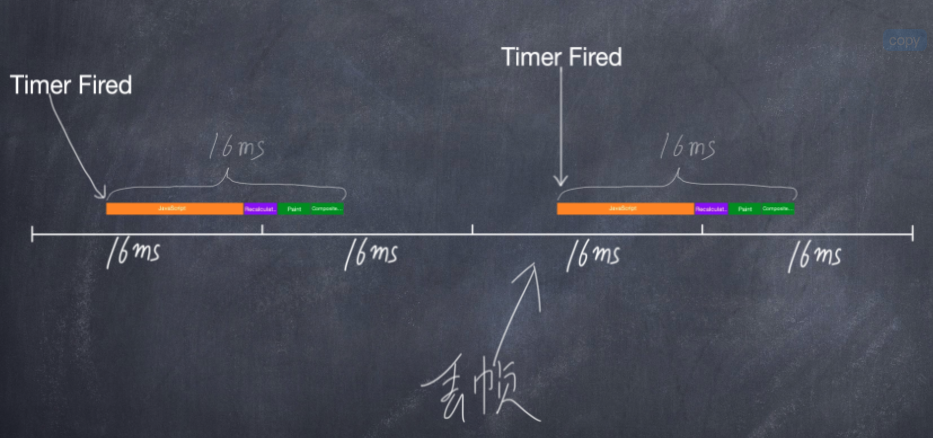 copy
Timer Fired
Timer Fired
16ms
16ms
JavaScript
Recalculat...
Paint
Composite...
JavaScript
Recalculat...
Paint
Composite...
16ms
16ms
16ms
16ms
丢帧